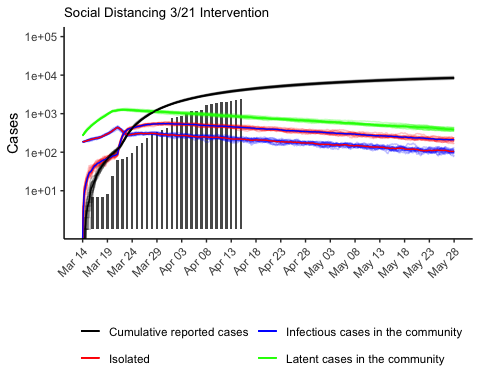 Social Distancing 3/21 Intervention
1e+05
1e+04
1e+03
1e+02
1e+01
Cases
Mar 14
Mar 19
Mar 24
Mar 29
Apr 03
Apr 08
Apr 13
Apr 18
Apr 23
Apr 28
May 03
May 08
May 13
May 18
May 23
May 28
Cumulative reported cases
Infectious cases in the community
Isolated
Latent cases in the community